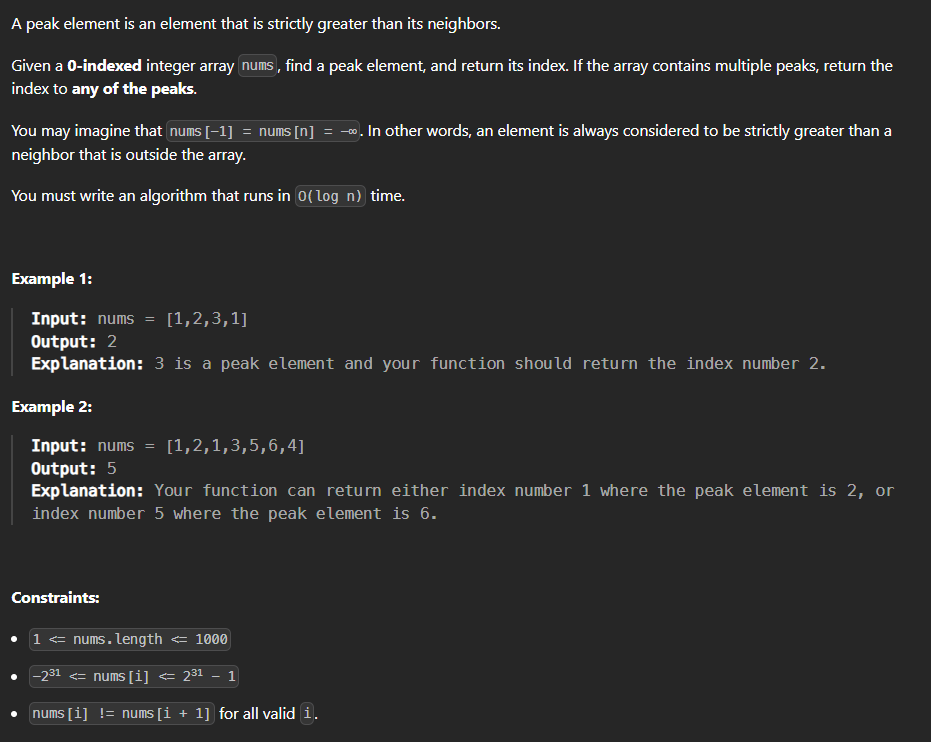 A peak element is an element that is strictly greater than its neighbors.
Given a 0-indexed integer array nums, find a peak element, and return its index. If the array contains multiple peaks, return the
index to any of the peaks.
You may imagine that nums[-1] = nums[n] = -∞. In other words, an element is always considered to be strictly greater than a
neighbor that is outside the array.
You must write an algorithm that runs in O(log n) time.
Example 1:
Input: nums = [1,2,3,1]
Output: 2
Explanation: 3 is a peak element and your function should return the index number 2.
Example 2:
Input: nums = [1,2,1,3,5,6,4]
Output: 5
Explanation: Your function can return either index number 1 where the peak element is 2, or
index number 5 where the peak element is 6.
Constraints:
• 1 <= nums.length <= 1000
• -2³¹ <= nums[i] <= 2³¹ - 1
• nums[i] != nums[i + 1] for all valid i.